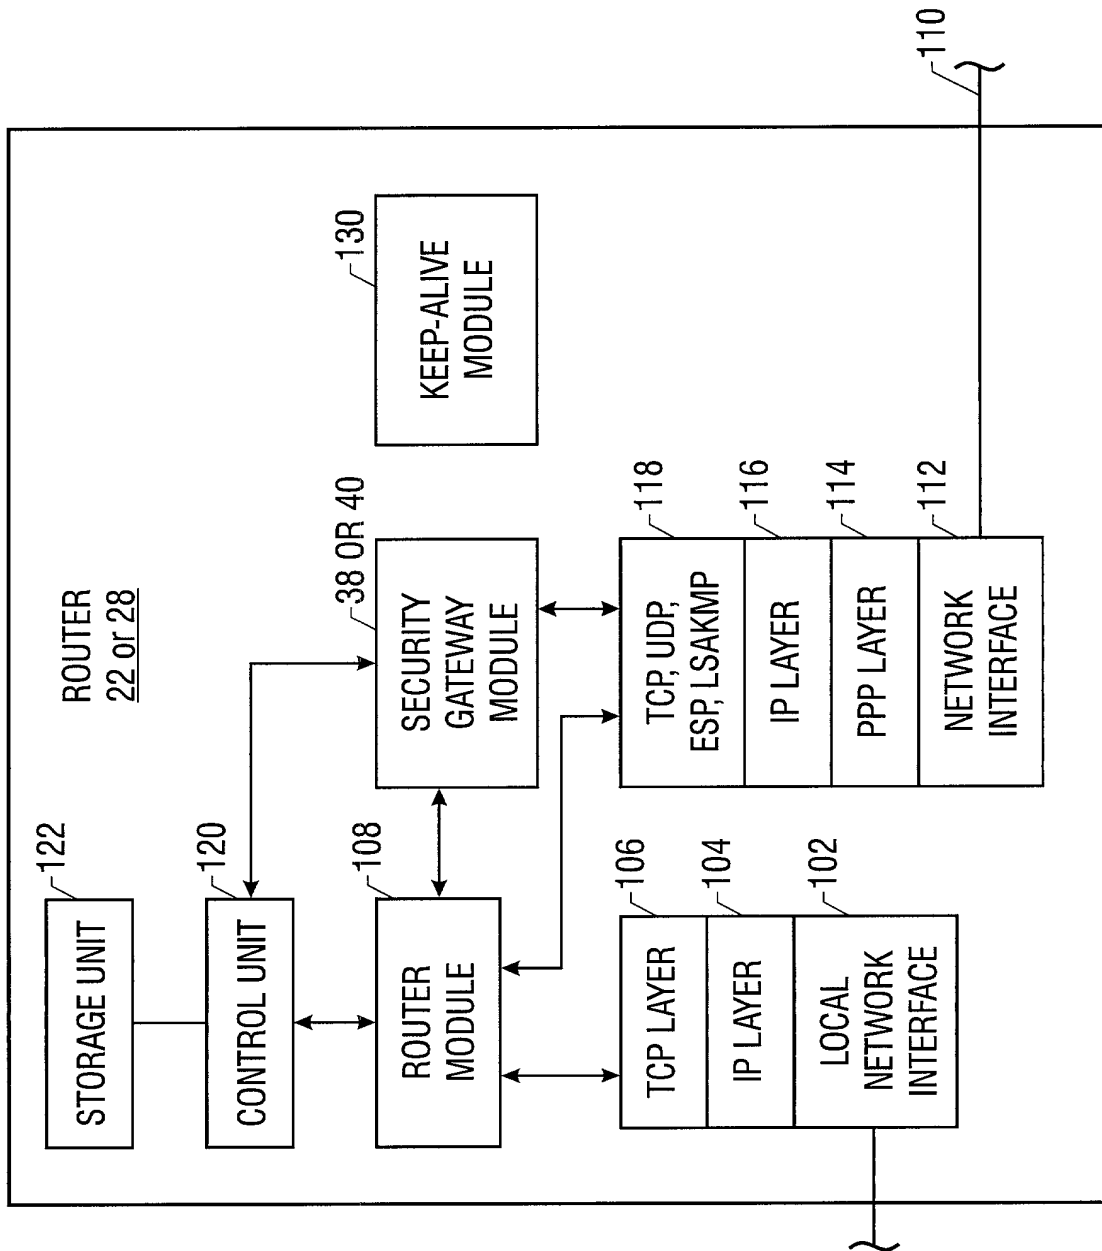 ROUTER
22 or 28
122
STORAGE UNIT
120
CONTROL UNIT
108
ROUTER
MODULE
38 OR 40
SECURITY
GATEWAY
MODULE
130
KEEP-ALIVE
MODULE
106
TCP LAYER
104
IP LAYER
102
LOCAL
NETWORK
INTERFACE
118
TCP, UDP,
ESP, LSAKMP
116
IP LAYER
114
PPP LAYER
112
NETWORK
INTERFACE
110